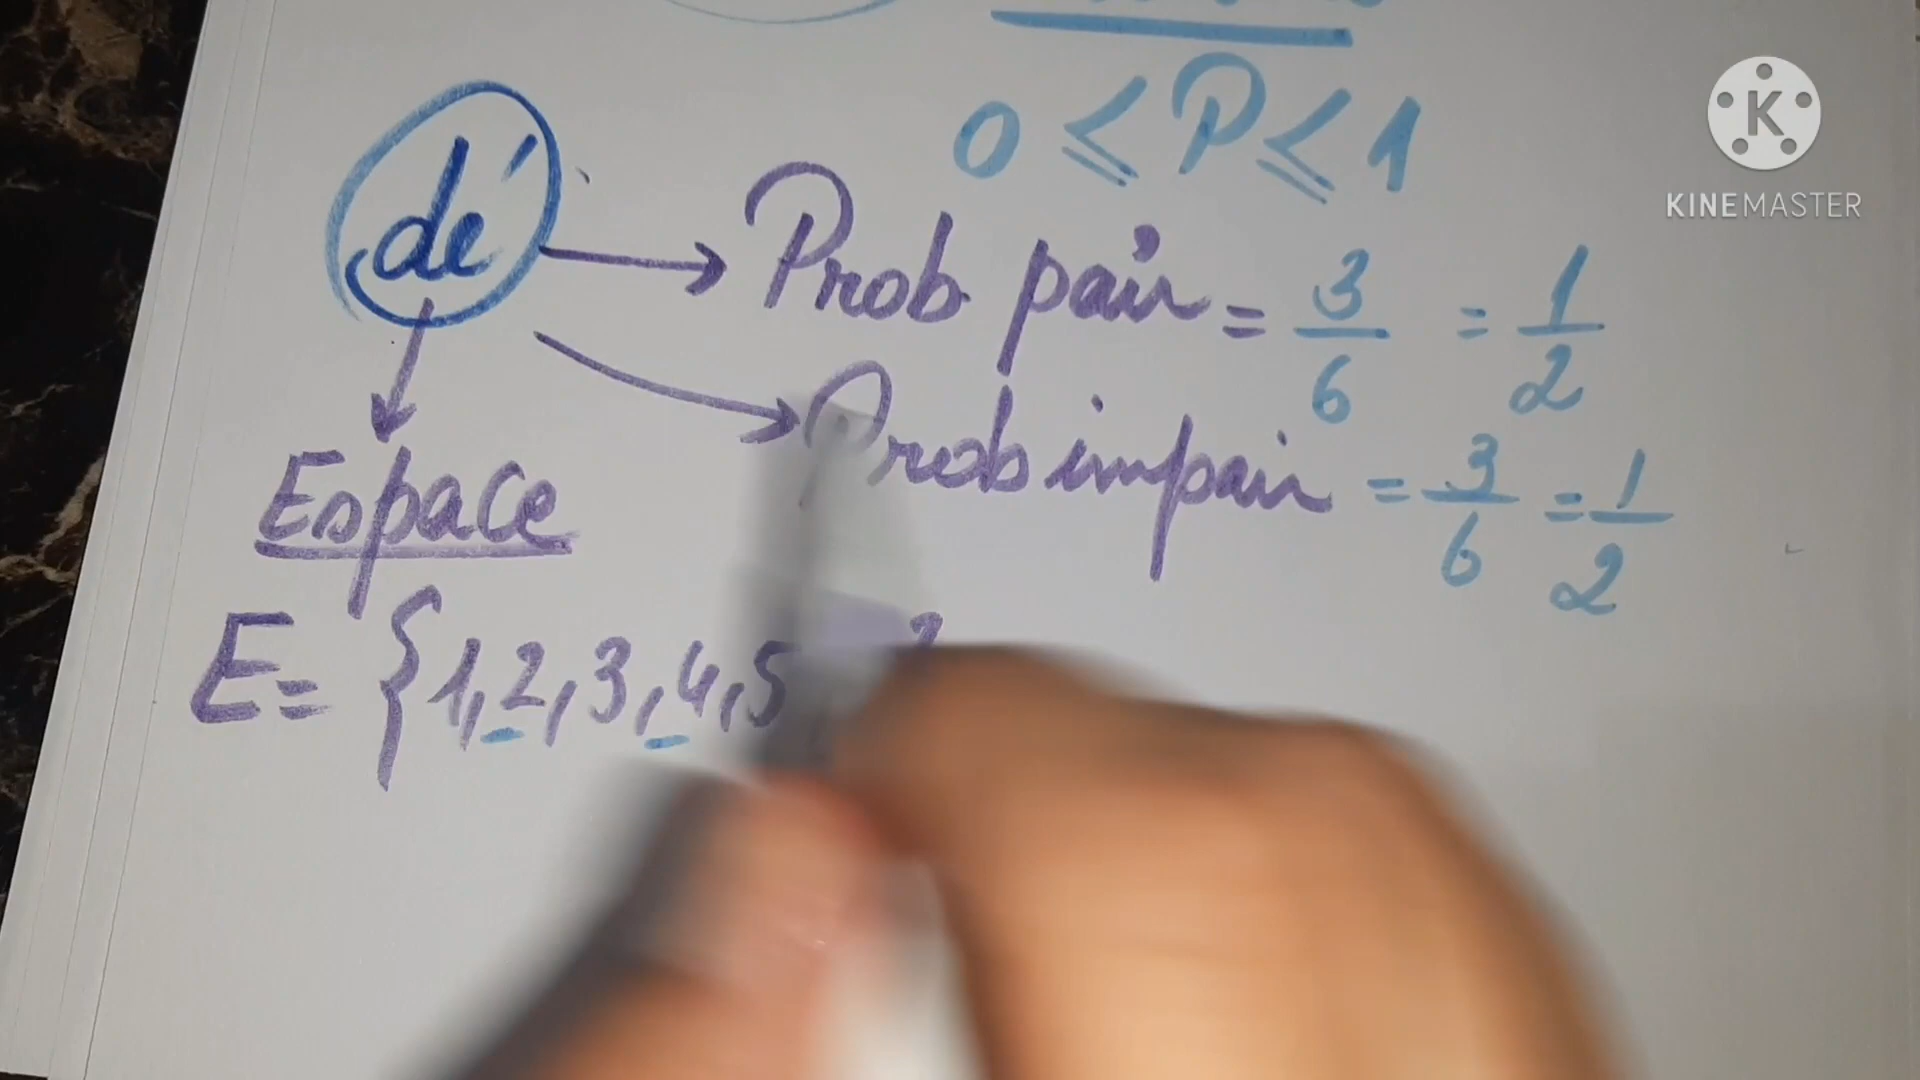 0 ≤ P ≤ 1
dé
Prob pair = 3/6 = 1/2
Prob impair = 3/6 = 1/2
Espace
E = {1, 2, 3, 4, 5
K
KINEMASTER